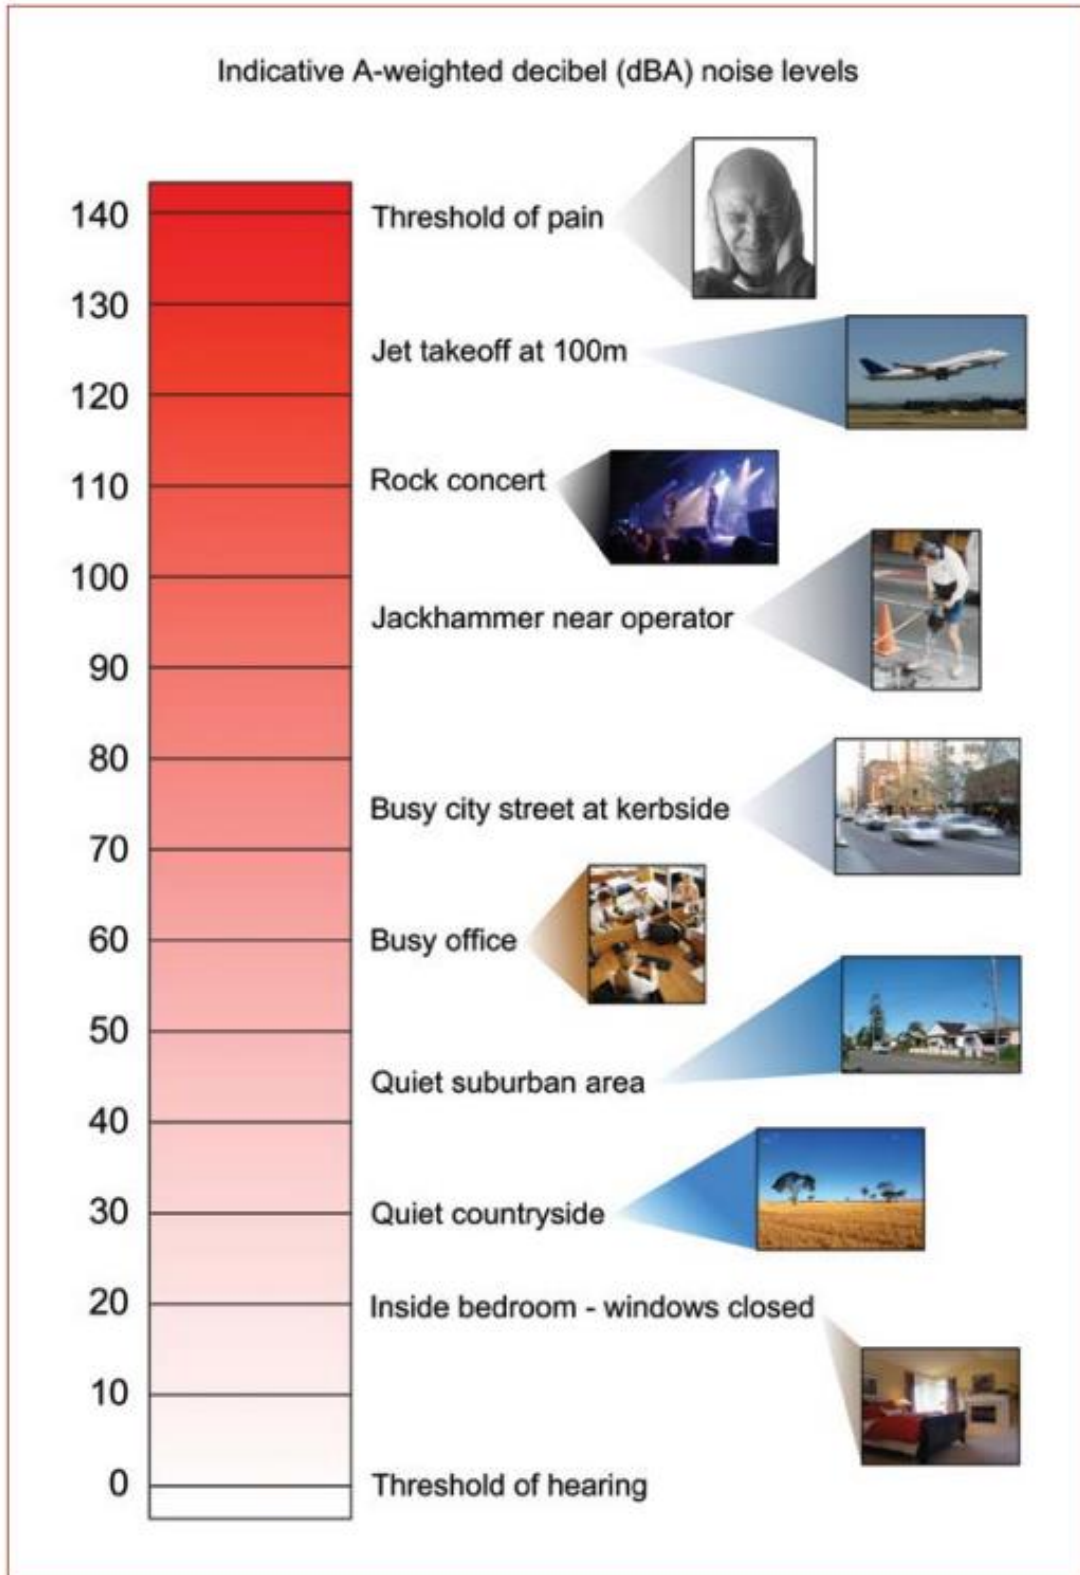 Indicative A-weighted decibel (dBA) noise levels
140 Threshold of pain
130
Jet takeoff at 100m
120
110 Rock concert
100
Jackhammer near operator
90
80
Busy city street at kerbside
70
60 Busy office
50
Quiet suburban area
40
30 Quiet countryside
20 Inside bedroom - windows closed
10
0 Threshold of hearing